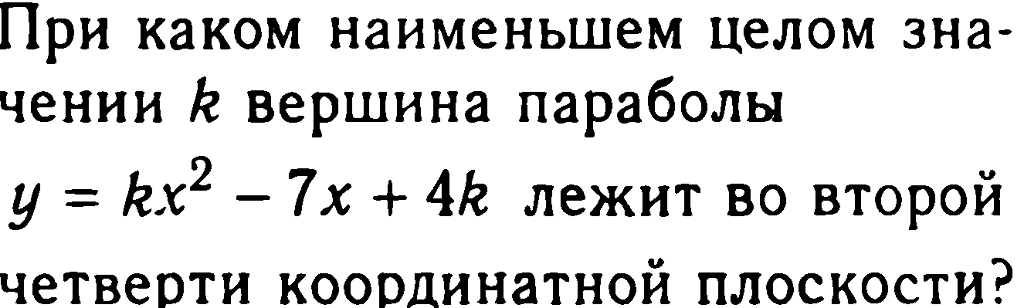 При каком наименьшем целом зна-
чении k вершина параболы
y = kx² − 7x + 4k лежит во второй
четверти координатной плоскости?